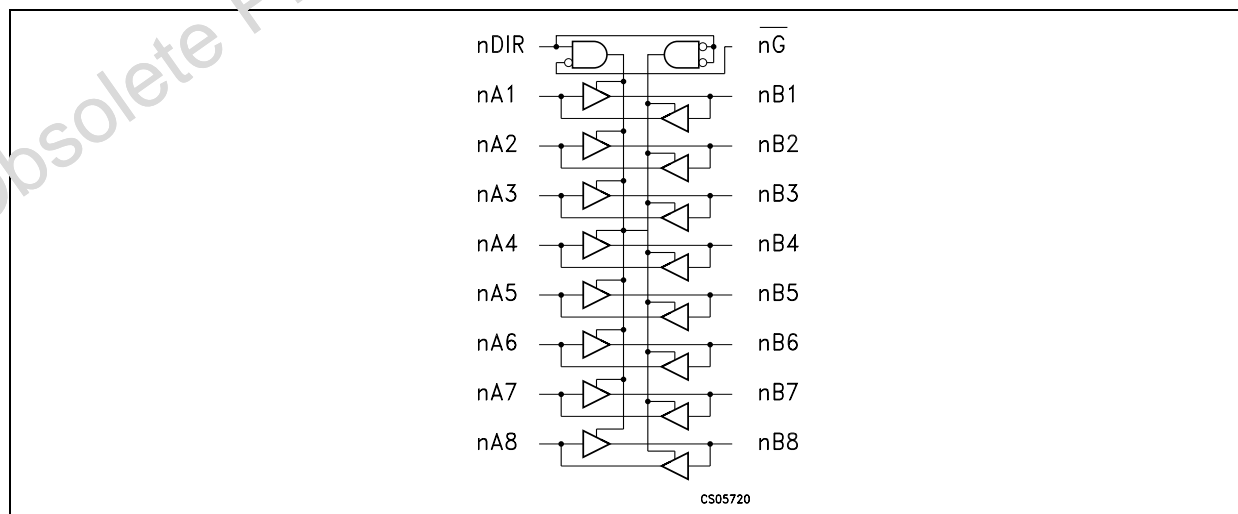 obsolete P
nDIR nG
nA1 nB1
nA2 nB2
nA3 nB3
nA4 nB4
nA5 nB5
nA6 nB6
nA7 nB7
nA8 nB8
CS05720